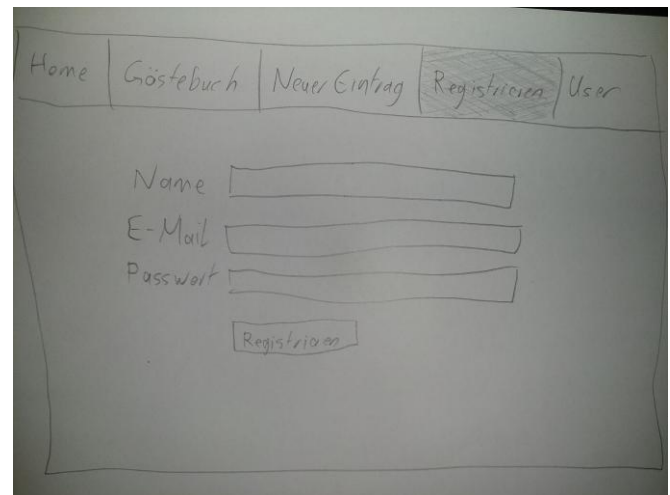 Home Gästebuch Neuer Eintrag Registrieren User
Name
E-Mail
Passwort
Registrieren